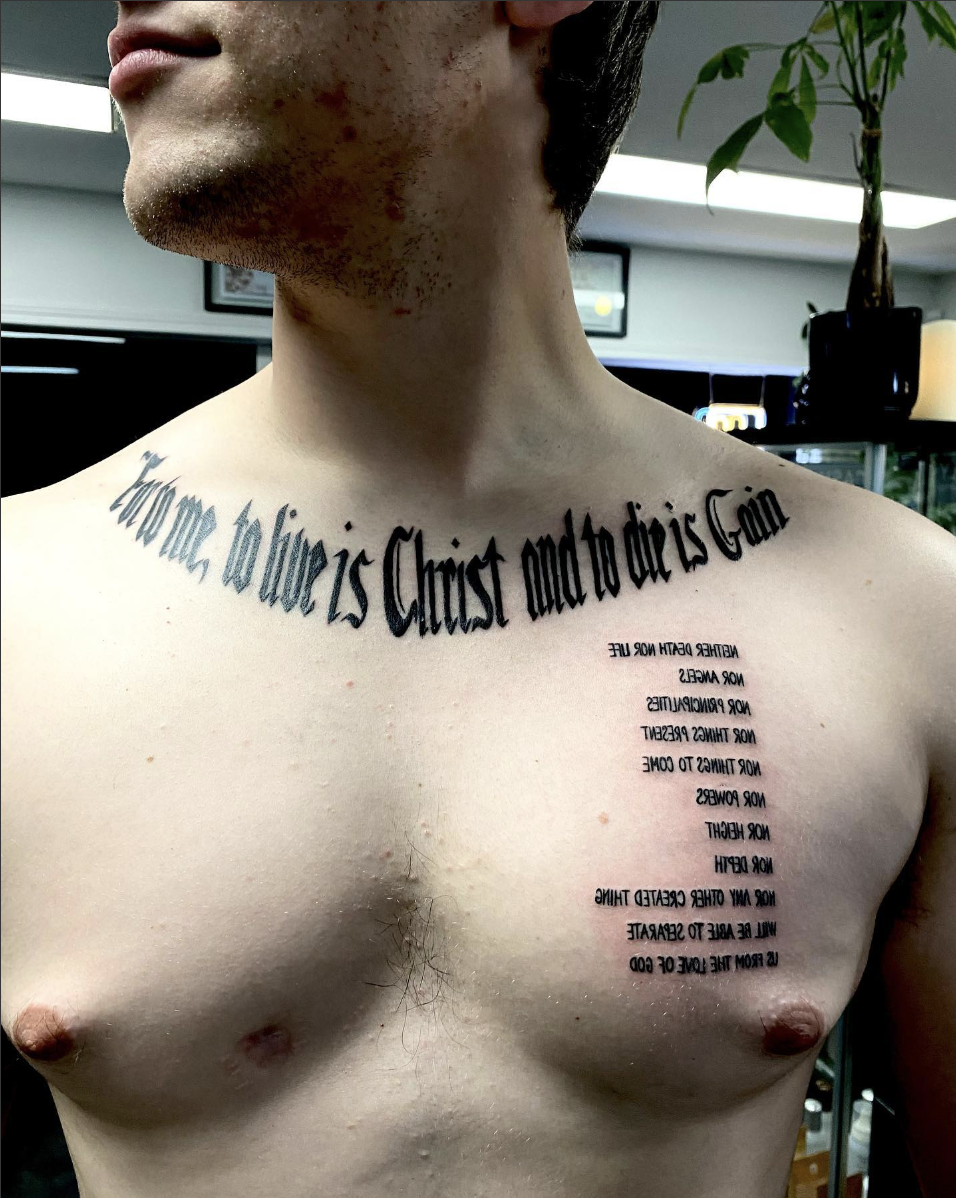 For to me, to live is Christ and to die is Gain
NEITHER DEATH NOR LIFE
NOR ANGELS
NOR PRINCIPALITIES
NOR THINGS PRESENT
NOR THINGS TO COME
NOR POWERS
NOR HEIGHT
NOR DEPTH
NOR ANY OTHER CREATED THING
WILL BE ABLE TO SEPARATE
US FROM THE LOVE OF GOD